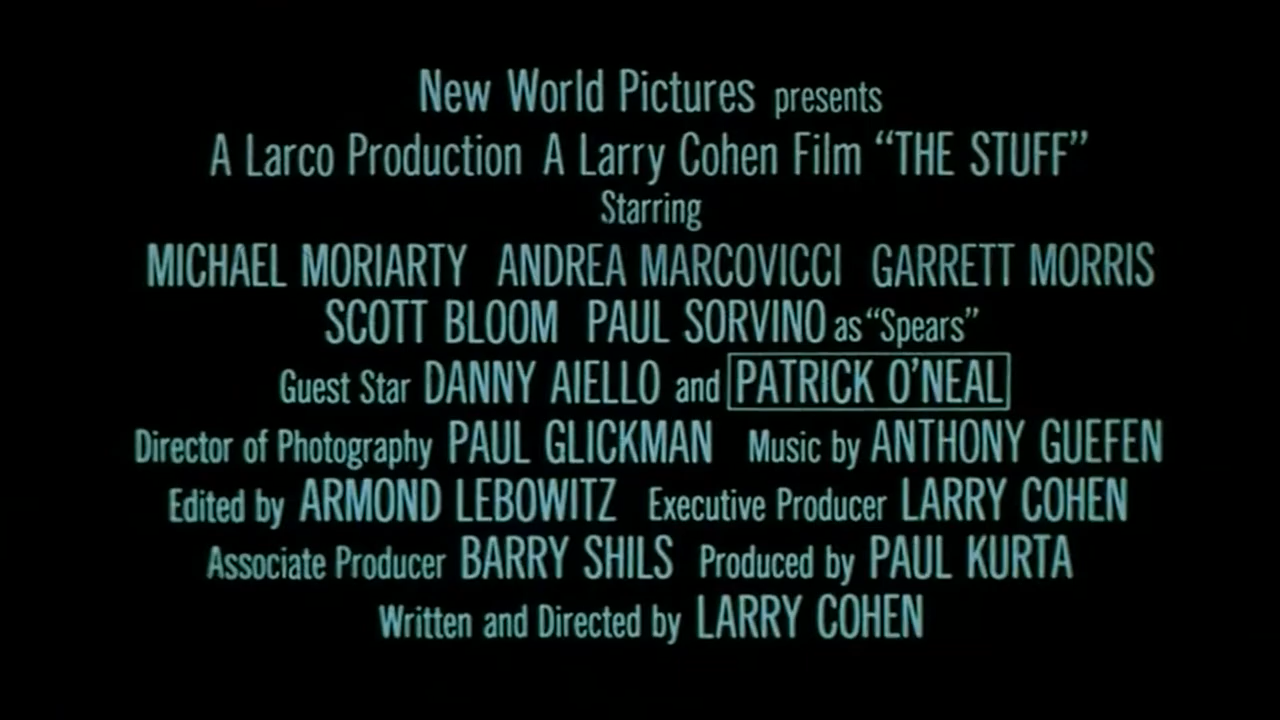 New World Pictures presents
A Larco Production A Larry Cohen Film “THE STUFF”
Starring
MICHAEL MORIARTY ANDREA MARCOVICCI GARRETT MORRIS
SCOTT BLOOM PAUL SORVINO as “Spears”
Guest Star DANNY AIELLO and PATRICK O’NEAL
Director of Photography PAUL GLICKMAN Music by ANTHONY GUEFEN
Edited by ARMOND LEBOWITZ Executive Producer LARRY COHEN
Associate Producer BARRY SHILS Produced by PAUL KURTA
Written and Directed by LARRY COHEN